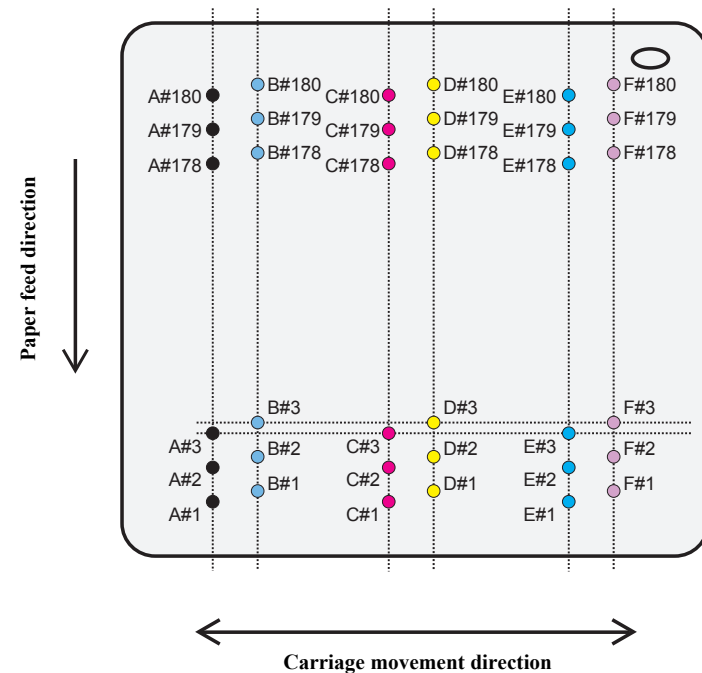 B#180 D#180 F#180
A#180 C#180 E#180
B#179 D#179 F#179
A#179 C#179 E#179
B#178 D#178 F#178
A#178 C#178 E#178
Paper feed direction
B#3 D#3 F#3
A#3 C#3 E#3
B#2 D#2 F#2
A#2 C#2 E#2
B#1 D#1 F#1
A#1 C#1 E#1
Carriage movement direction